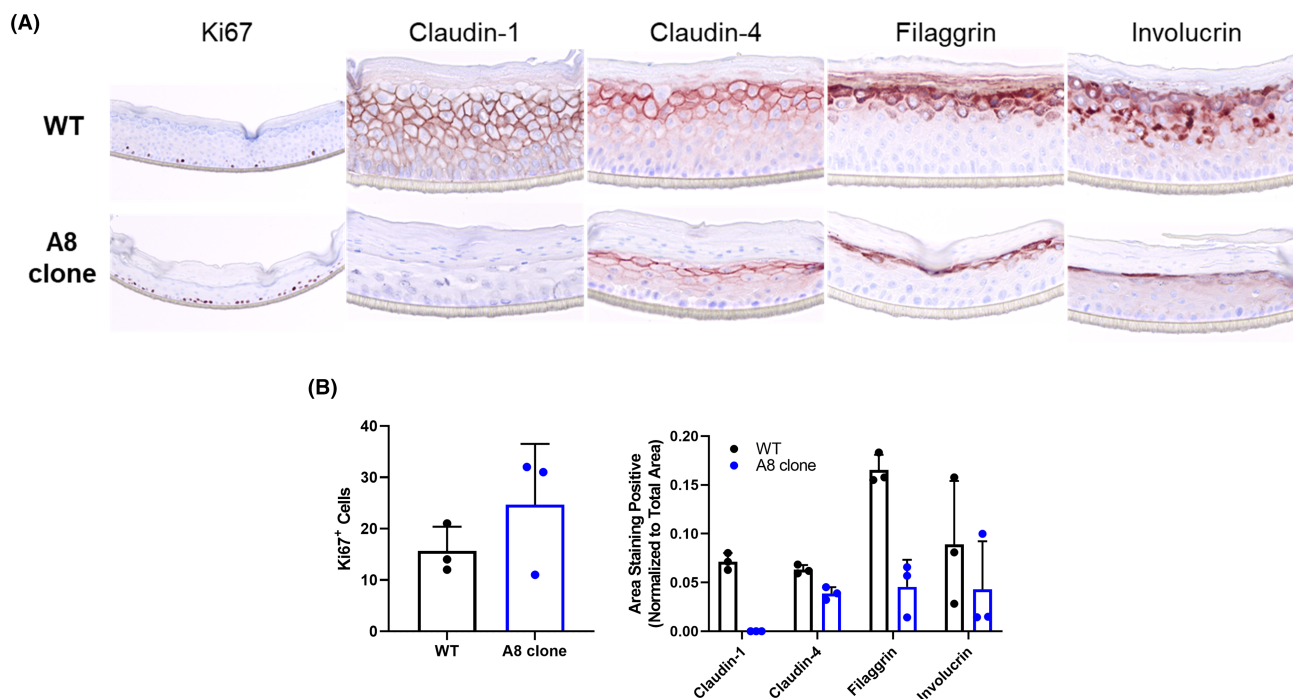 (A)
Ki67 Claudin-1 Claudin-4 Filaggrin Involucrin
WT
A8
clone
(B)
Ki67⁺ Cells
40
30
20
10
0
WT A8 clone
Area Staining Positive
(Normalized to Total Area)
0.20
0.15
0.10
0.05
0.00
WT
A8 clone
Claudin-1 Claudin-4 Filaggrin Involucrin